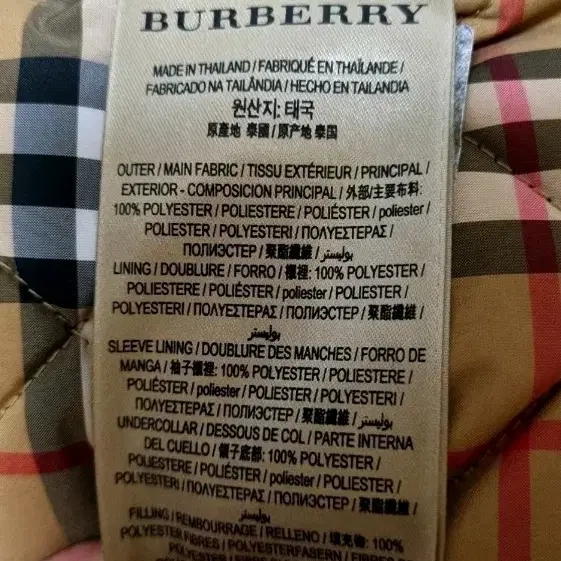 BURBERRY
MADE IN THAILAND / FABRIQUÉ EN THAÏLANDE /
FABRICADO NA TAILÂNDIA / HECHO EN TAILANDIA
원산지: 태국
原產地 泰國 / 原产地 泰国
OUTER / MAIN FABRIC / TISSU EXTÉRIEUR / PRINCIPAL /
EXTERIOR - COMPOSICION PRINCIPAL / 外部/主要布料:
100% POLYESTER / POLIESTERE / POLIÉSTER / poliester /
POLIESTER / POLYESTERI / ΠΟΛΥΕΣΤΕΡΑΣ /
ПОЛИЭСТЕР / 聚酯纖維 / بوليستر /
LINING / DOUBLURE / FORRO / 襯裡: 100% POLYESTER /
POLIESTERE / POLIÉSTER / poliester / POLIESTER /
POLYESTERI / ΠΟΛΥΕΣΤΕΡΑΣ / ПОЛИЭСТЕР / 聚酯纖維 /
بوليستر
SLEEVE LINING / DOUBLURE DES MANCHES / FORRO DE
MANGA / 袖子襯裡: 100% POLYESTER / POLIESTERE /
POLIÉSTER / poliester / POLIESTER / POLYESTERI /
ΠΟΛΥΕΣΤΕΡΑΣ / ПОЛИЭСТЕР / 聚酯纖維 / بوليستر /
UNDERCOLLAR / DESSOUS DE COL / PARTE INTERNA
DEL CUELLO / 領子底部: 100% POLYESTER /
POLIESTERE / POLIÉSTER / poliester / POLIESTER /
POLYESTERI / ΠΟΛΥΕΣΤΕΡΑΣ / ПОЛИЭСТЕР / 聚酯纖維 /
بوليستر
FILLING / REMBOURRAGE / RELLENO / 填充物: 100%
POLYESTER FIBRES / POLYESTERFASERN / FIBRES DE